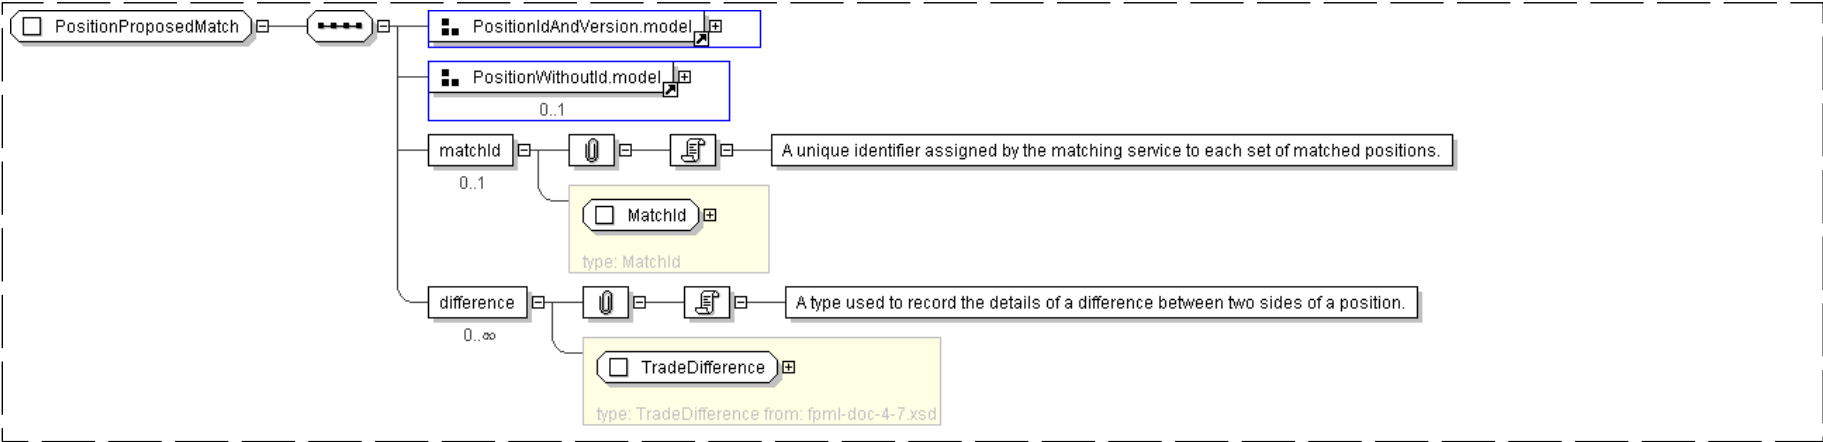 PositionProposedMatch
PositionIdAndVersion.model
PositionWithoutId.model
0..1
matchId
A unique identifier assigned by the matching service to each set of matched positions.
0..1
MatchId
type: MatchId
difference
A type used to record the details of a difference between two sides of a position.
0..∞
TradeDifference
type: TradeDifference from: fpml-doc-4-7.xsd